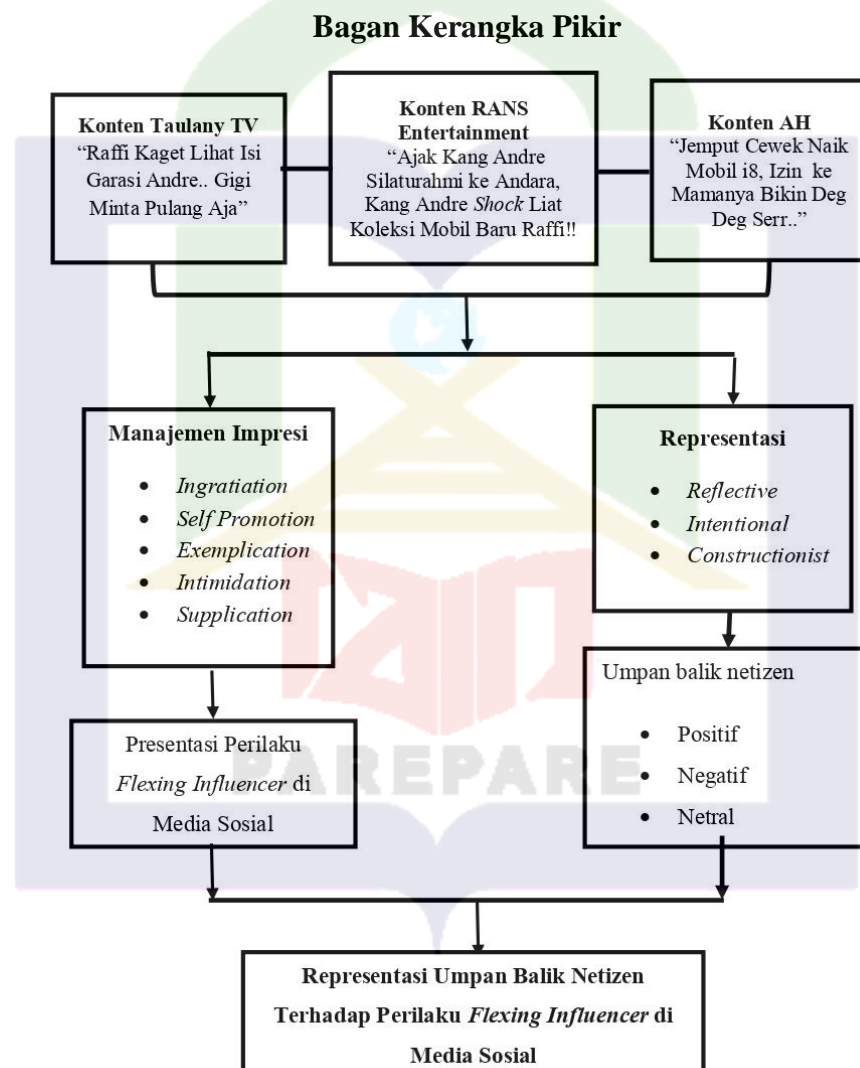 Bagan Kerangka Pikir
Konten Taulany TV
“Raffi Kaget Lihat Isi
Garasi Andre.. Gigi
Minta Pulang Aja”
Konten RANS
Entertainment
“Ajak Kang Andre
Silaturahmi ke Andara,
Kang Andre Shock Liat
Koleksi Mobil Baru Raffi!!
Konten AH
“Jemput Cewek Naik
Mobil i8, Izin ke
Mamanya Bikin Deg
Deg Serr..”
Manajemen Impresi
• Ingratiation
• Self Promotion
• Exemplication
• Intimidation
• Supplication
Representasi
• Reflective
• Intentional
• Constructionist
Presentasi Perilaku
Flexing Influencer di
Media Sosial
Umpan balik netizen
• Positif
• Negatif
• Netral
PAREPARE
Representasi Umpan Balik Netizen
Terhadap Perilaku Flexing Influencer di
Media Sosial